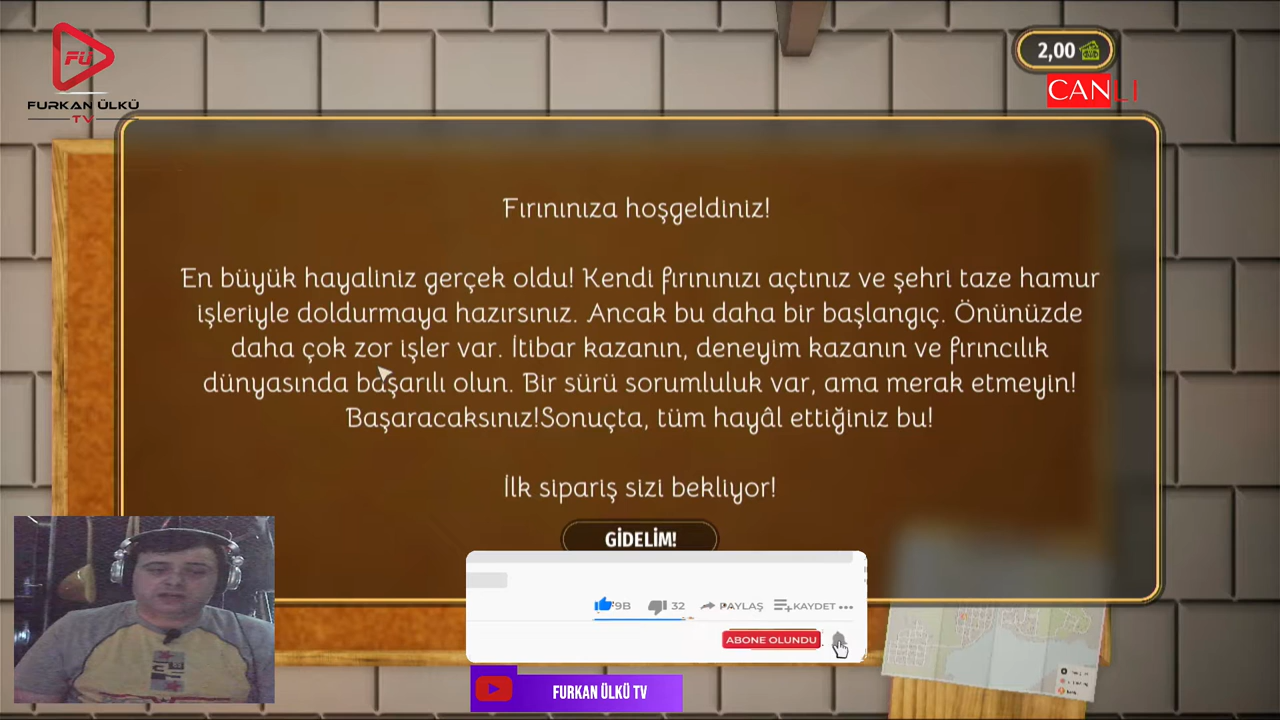 FU
FURKAN ÜLKÜ
TV
2,00
CANLI
Fırınınıza hoşgeldiniz!
En büyük hayaliniz gerçek oldu! Kendi fırınınızı açtınız ve şehri taze hamur
işleriyle doldurmaya hazırsınız. Ancak bu daha bir başlangıç. Önünüzde
daha çok zor işler var. İtibar kazanın, deneyim kazanın ve fırıncılık
dünyasında başarılı olun. Bir sürü sorumluluk var, ama merak etmeyin!
Başaracaksınız!Sonuçta, tüm hayâl ettiğiniz bu!
İlk sipariş sizi bekliyor!
GİDELİM!
9B 32 PAYLAŞ KAYDET
ABONE OLUNDU
FURKAN ÜLKÜ TV